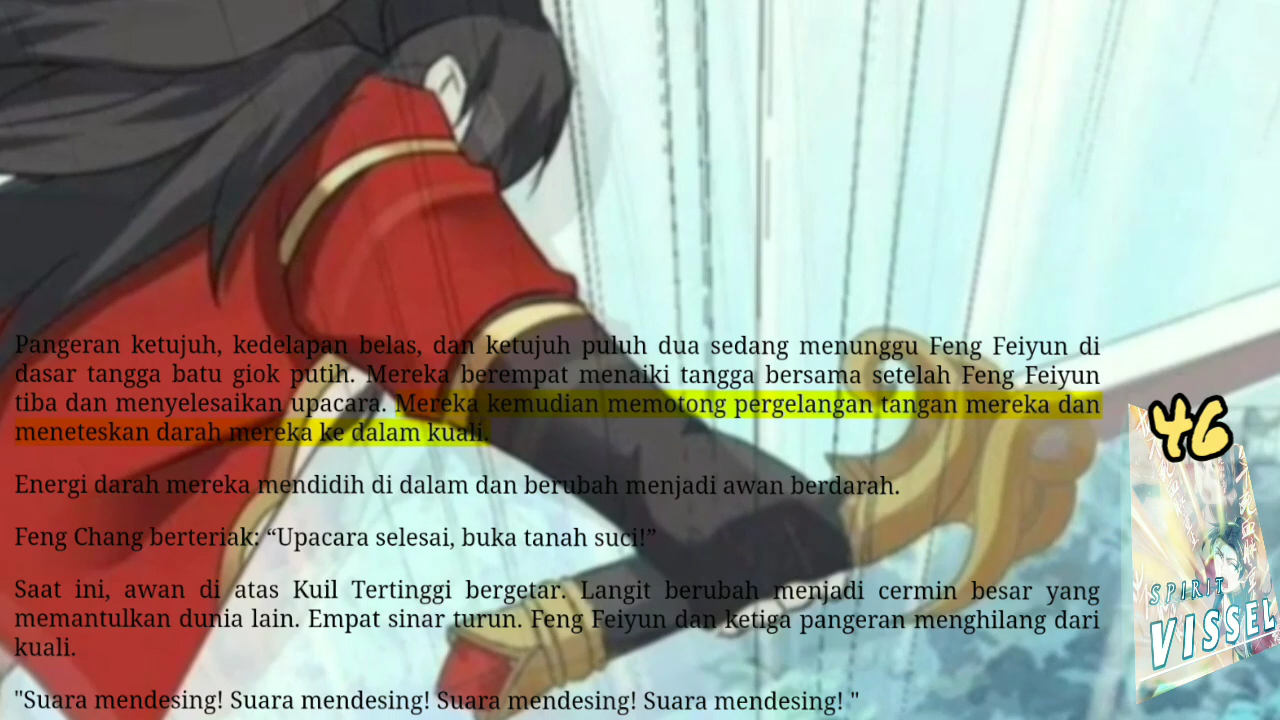 Pangeran ketujuh, kedelapan belas, dan ketujuh puluh dua sedang menunggu Feng Feiyun di
dasar tangga batu giok putih. Mereka berempat menaiki tangga bersama setelah Feng Feiyun
tiba dan menyelesaikan upacara. Mereka kemudian memotong pergelangan tangan mereka dan
meneteskan darah mereka ke dalam kuali.
Energi darah mereka mendidih di dalam dan berubah menjadi awan berdarah.
Feng Chang berteriak: “Upacara selesai, buka tanah suci!”
Saat ini, awan di atas Kuil Tertinggi bergetar. Langit berubah menjadi cermin besar yang
memantulkan dunia lain. Empat sinar turun. Feng Feiyun dan ketiga pangeran menghilang dari
kuali.
"Suara mendesing! Suara mendesing! Suara mendesing! Suara mendesing! "
46
SPIRIT
VISSEL